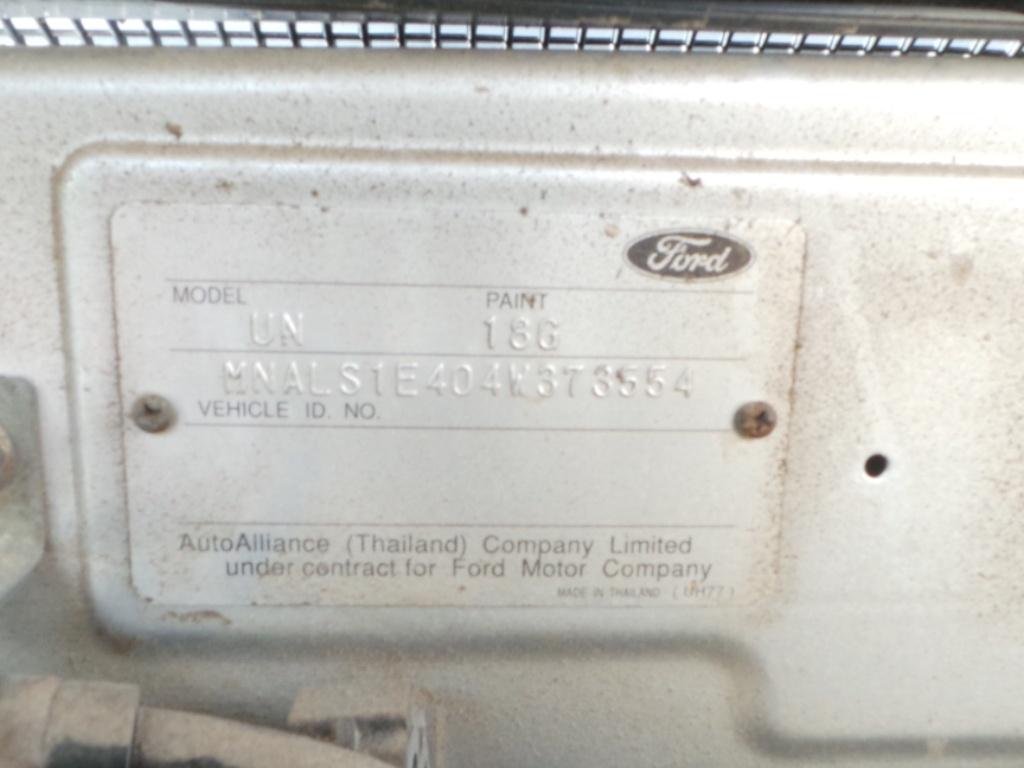 Ford
MODEL PAINT
UN 18G
MNALS1E404W373554
VEHICLE ID. NO.
AutoAlliance (Thailand) Company Limited
under contract for Ford Motor Company
MADE IN THAILAND ( UH77 )